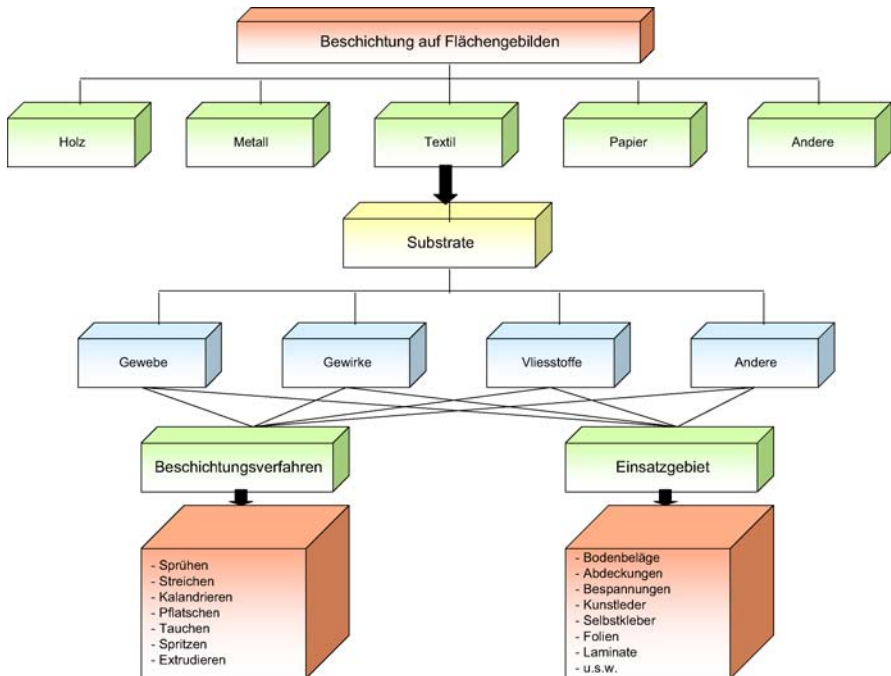 Beschichtung auf Flächengebilden
Holz
Metall
Textil
Papier
Andere
Substrate
Gewebe
Gewirke
Vliesstoffe
Andere
Beschichtungsverfahren
Einsatzgebiet
- Sprühen
- Streichen
- Kalandrieren
- Pflatschen
- Tauchen
- Spritzen
- Extrudieren
- Bodenbeläge
- Abdeckungen
- Bespannungen
- Kunstleder
- Selbstkleber
- Folien
- Laminate
- u.s.w.